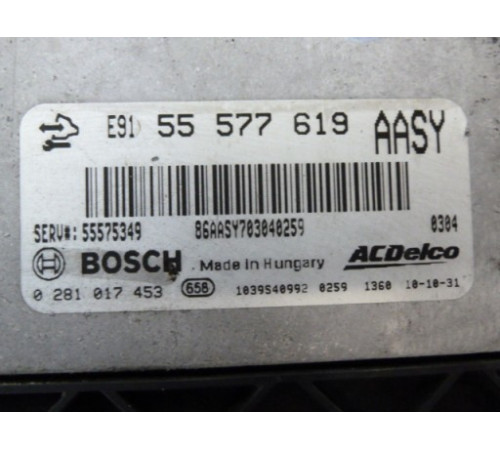 E91 55 577 619 AASY
SERV#: 55575349 86AASY703040259 0304
BOSCH Made in Hungary ACDelco
0 281 017 453 658 1039S40992 0259 1360 10-10-31